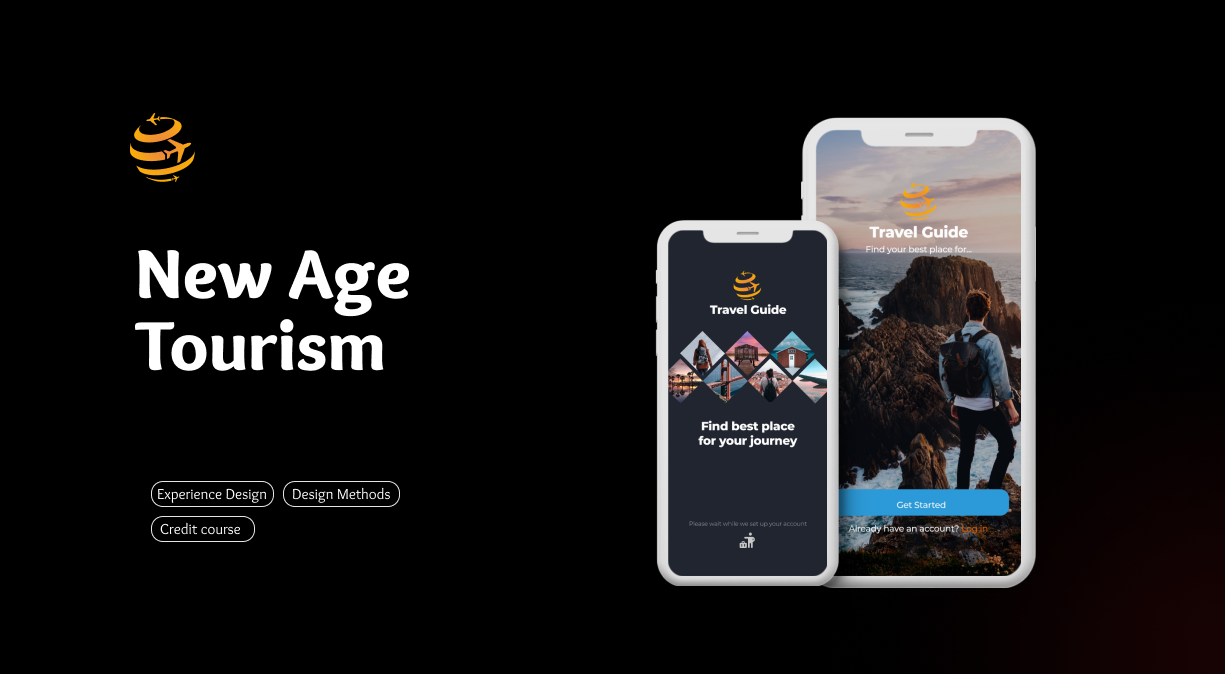 New Age
Tourism
Experience Design
Design Methods
Credit course
Travel Guide
Find best place
for your journey
Please wait while we set up your account
Travel Guide
Find your best place for...
Get Started
Already have an account? Log in